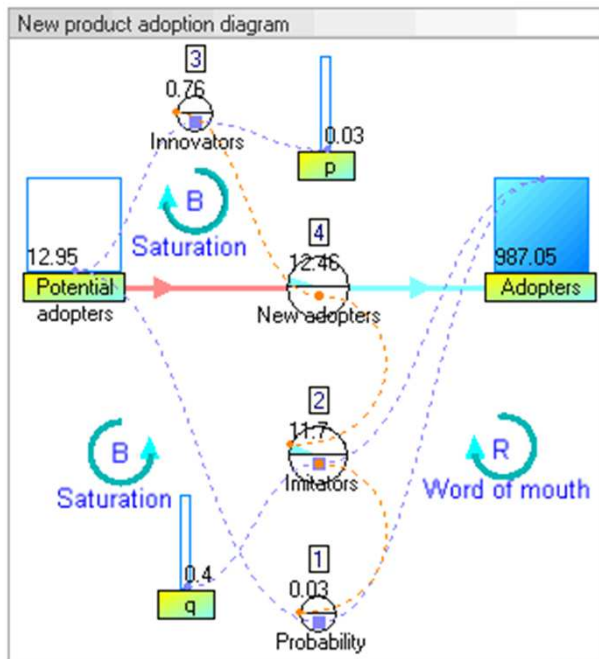 New product adoption diagram
3
0.76
Innovators
0.03
p
B
Saturation
12.95
Potential
adopters
4
12.46
New adopters
987.05
Adopters
2
11.7
Imitators
B
Saturation
R
Word of mouth
0.4
q
1
0.03
Probability